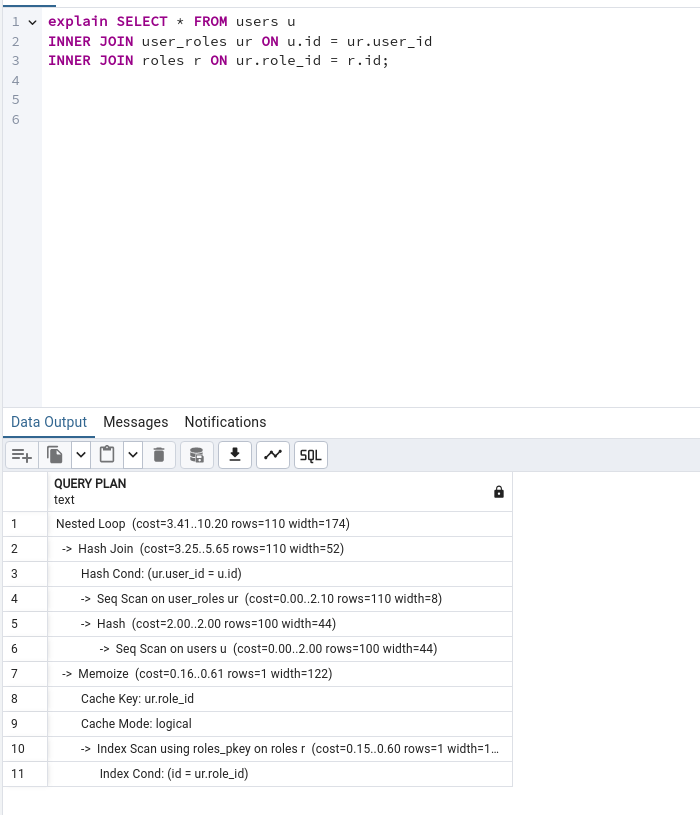 1 explain SELECT * FROM users u
2 INNER JOIN user_roles ur ON u.id = ur.user_id
3 INNER JOIN roles r ON ur.role_id = r.id;
4
5
6
Data Output Messages Notifications
SQL
QUERY PLAN
text
1 Nested Loop (cost=3.41..10.20 rows=110 width=174)
2 -> Hash Join (cost=3.25..5.65 rows=110 width=52)
3 Hash Cond: (ur.user_id = u.id)
4 -> Seq Scan on user_roles ur (cost=0.00..2.10 rows=110 width=8)
5 -> Hash (cost=2.00..2.00 rows=100 width=44)
6 -> Seq Scan on users u (cost=0.00..2.00 rows=100 width=44)
7 -> Memoize (cost=0.16..0.61 rows=1 width=122)
8 Cache Key: ur.role_id
9 Cache Mode: logical
10 -> Index Scan using roles_pkey on roles r (cost=0.15..0.60 rows=1 width=1…
11 Index Cond: (id = ur.role_id)